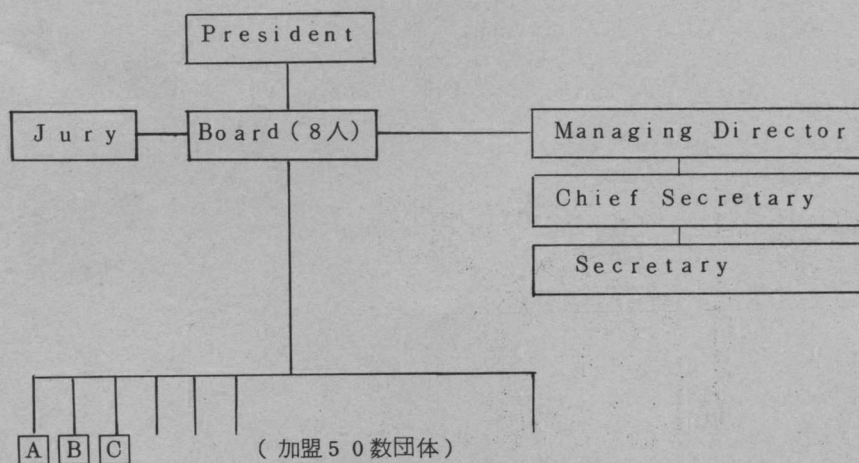 President
Jury
Board(8人)
Managing Director
Chief Secretary
Secretary
A B C
(加盟50数団体)